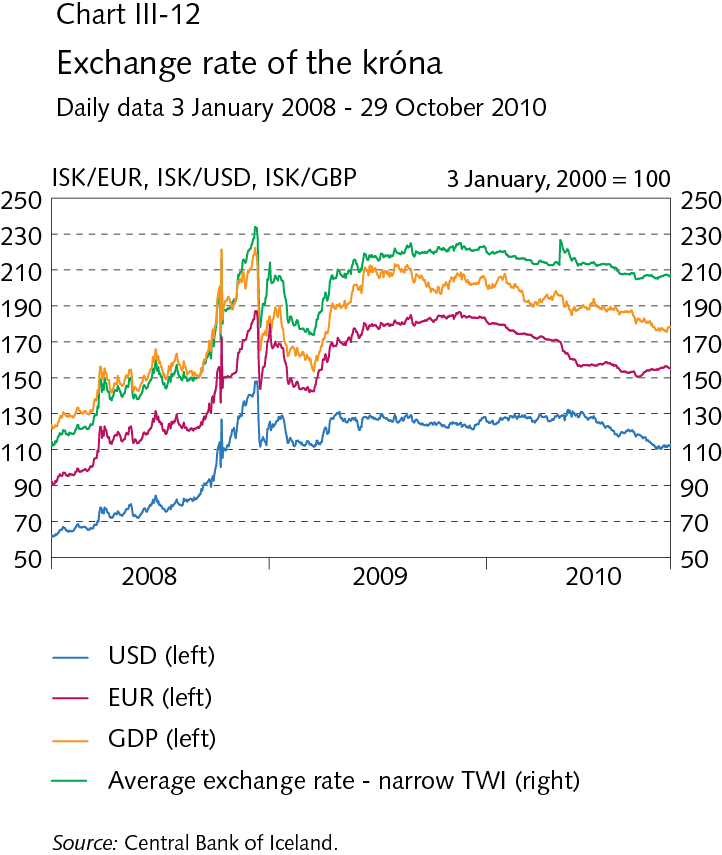 Chart III-12
Exchange rate of the króna
Daily data 3 January 2008 - 29 October 2010
ISK/EUR, ISK/USD, ISK/GBP 3 January, 2000 = 100
250 250
230 230
210 210
190 190
170 170
150 150
130 130
110 110
90 90
70 70
50 50
2008 2009 2010
USD (left)
EUR (left)
GDP (left)
Average exchange rate - narrow TWI (right)
Source: Central Bank of Iceland.